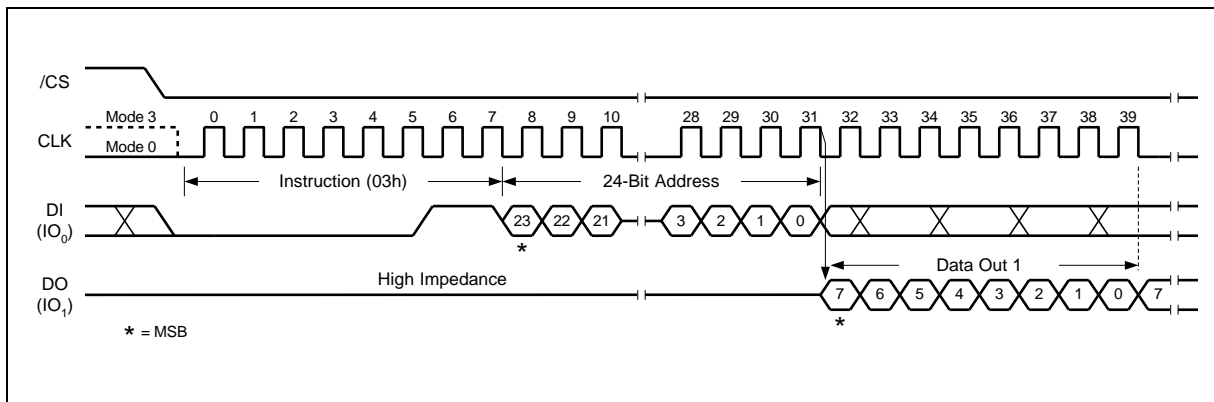 /CS
Mode 3 0 1 2 3 4 5 6 7 8 9 10 28 29 30 31 32 33 34 35 36 37 38 39
CLK
Mode 0
Instruction (03h) 24-Bit Address
DI
(IO0)
23 22 21 3 2 1 0
*
Data Out 1
High Impedance
DO
(IO1)
7 6 5 4 3 2 1 0 7
*
* = MSB